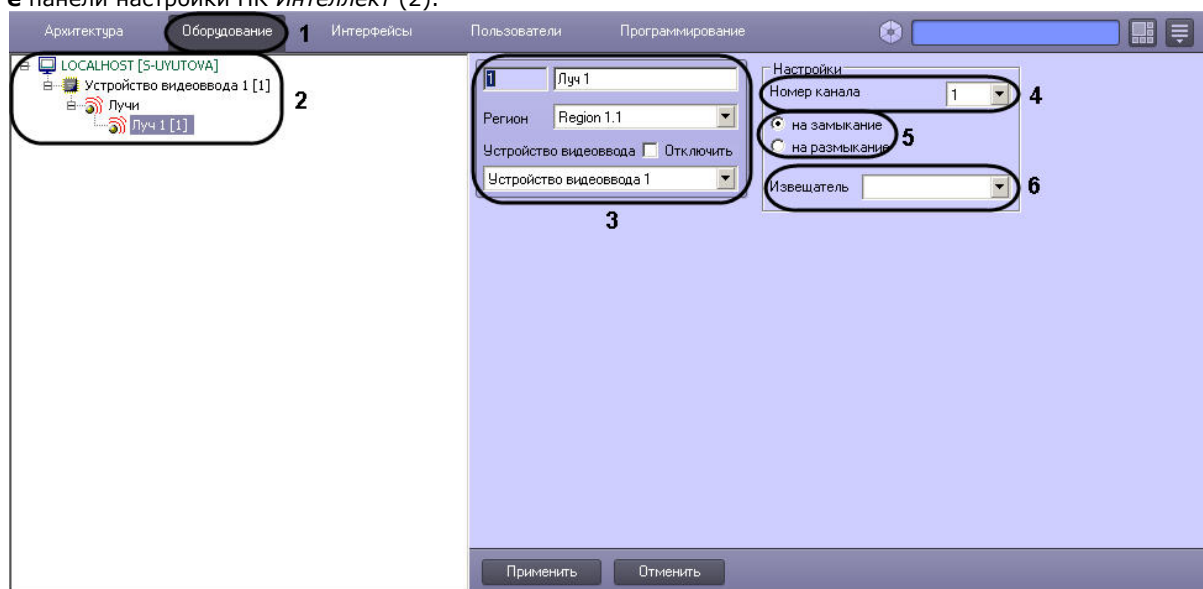 е панели настройки ПК Интеллект (2).
Архитектура Оборудование 1 Интерфейсы Пользователи Программирование
LOCALHOST [S-UYUTOVA]
Устройство видеоввода 1 [1]
Лучи
Луч 1 [1]
2
1 Луч 1
Регион Region 1.1
Устройство видеоввода Отключить
Устройство видеоввода 1
3
Настройки
Номер канала 1 4
на замыкание
на размыкание
5
Извещатель 6
Применить Отменить